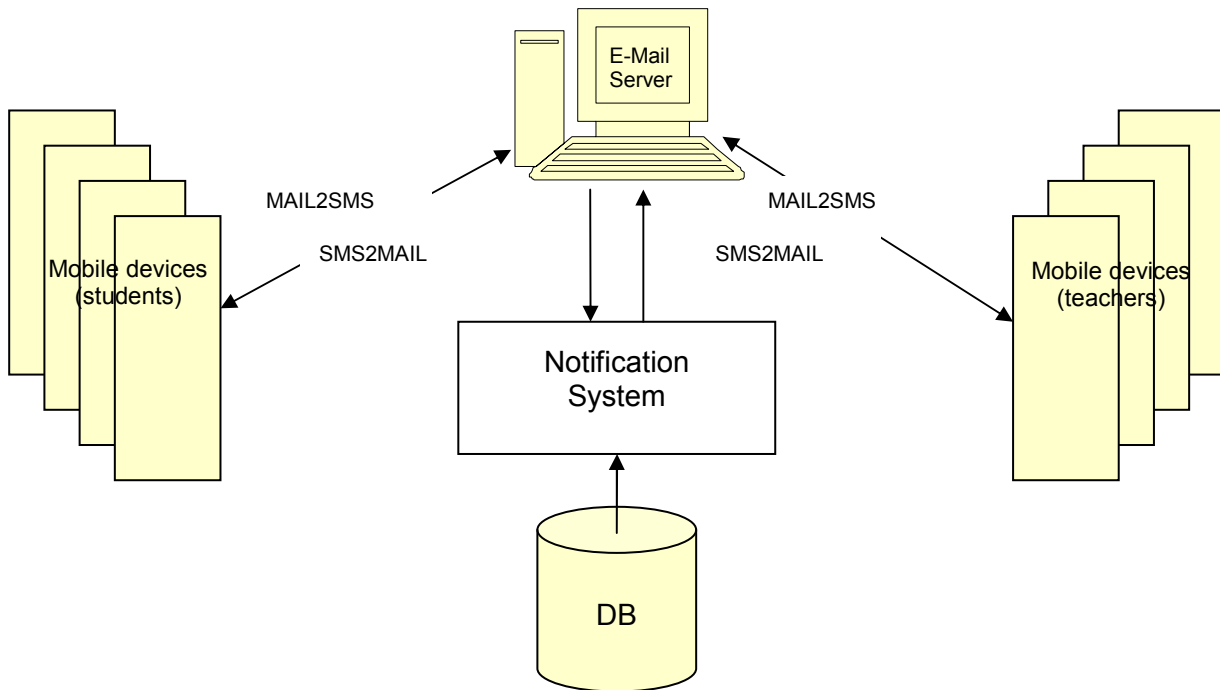 E-Mail
Server
MAIL2SMS
SMS2MAIL
Mobile devices
(students)
MAIL2SMS
SMS2MAIL
Mobile devices
(teachers)
Notification
System
DB